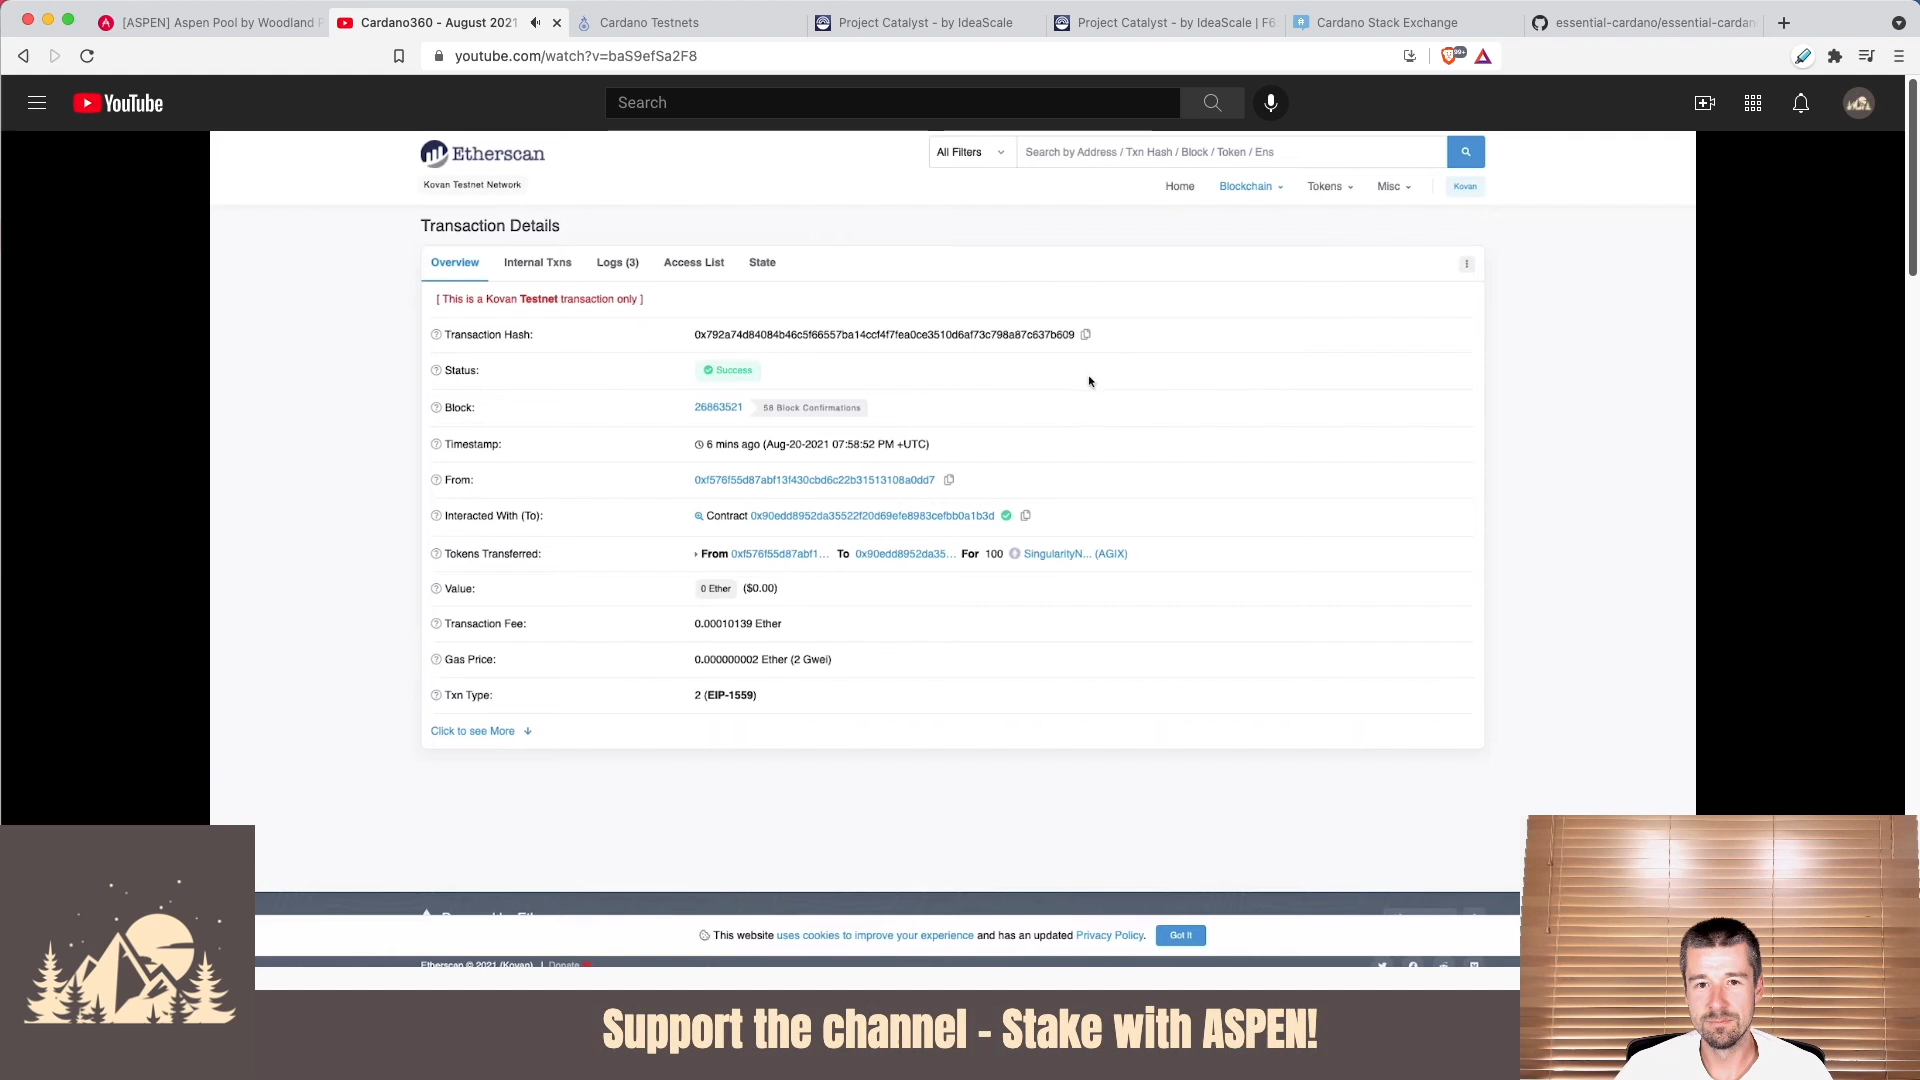 [ASPEN] Aspen Pool by Woodland P
Cardano360 - August 2021
Cardano Testnets
Project Catalyst - by IdeaScale
Project Catalyst - by IdeaScale | F6
Cardano Stack Exchange
essential-cardano/essential-cardan
youtube.com/watch?v=baS9efSa2F8
99+
YouTube
Search
Etherscan
All Filters
Search by Address / Txn Hash / Block / Token / Ens
Kovan Testnet Network
Home
Blockchain
Tokens
Misc
Kovan
Transaction Details
Overview
Internal Txns
Logs (3)
Access List
State
[ This is a Kovan Testnet transaction only ]
Transaction Hash:
0x792a74d84084b46c5f66557ba14ccf4f7fea0ce3510d6af73c798a87c637b609
Status:
Success
Block:
26863521
58 Block Confirmations
Timestamp:
6 mins ago (Aug-20-2021 07:58:52 PM +UTC)
From:
0xf576f55d87abf13f430cbd6c22b31513108a0dd7
Interacted With (To):
Contract 0x90edd8952da35522f20d69efe8983cefbb0a1b3d
Tokens Transferred:
From 0xf576f55d87abf1... To 0x90edd8952da35... For 100 SingularityN... (AGIX)
Value:
0 Ether ($0.00)
Transaction Fee:
0.00010139 Ether
Gas Price:
0.000000002 Ether (2 Gwei)
Txn Type:
2 (EIP-1559)
Click to see More
This website uses cookies to improve your experience and has an updated Privacy Policy.
Got It
Etherscan © 2021 (Kovan) | Donate
Support the channel - Stake with ASPEN!